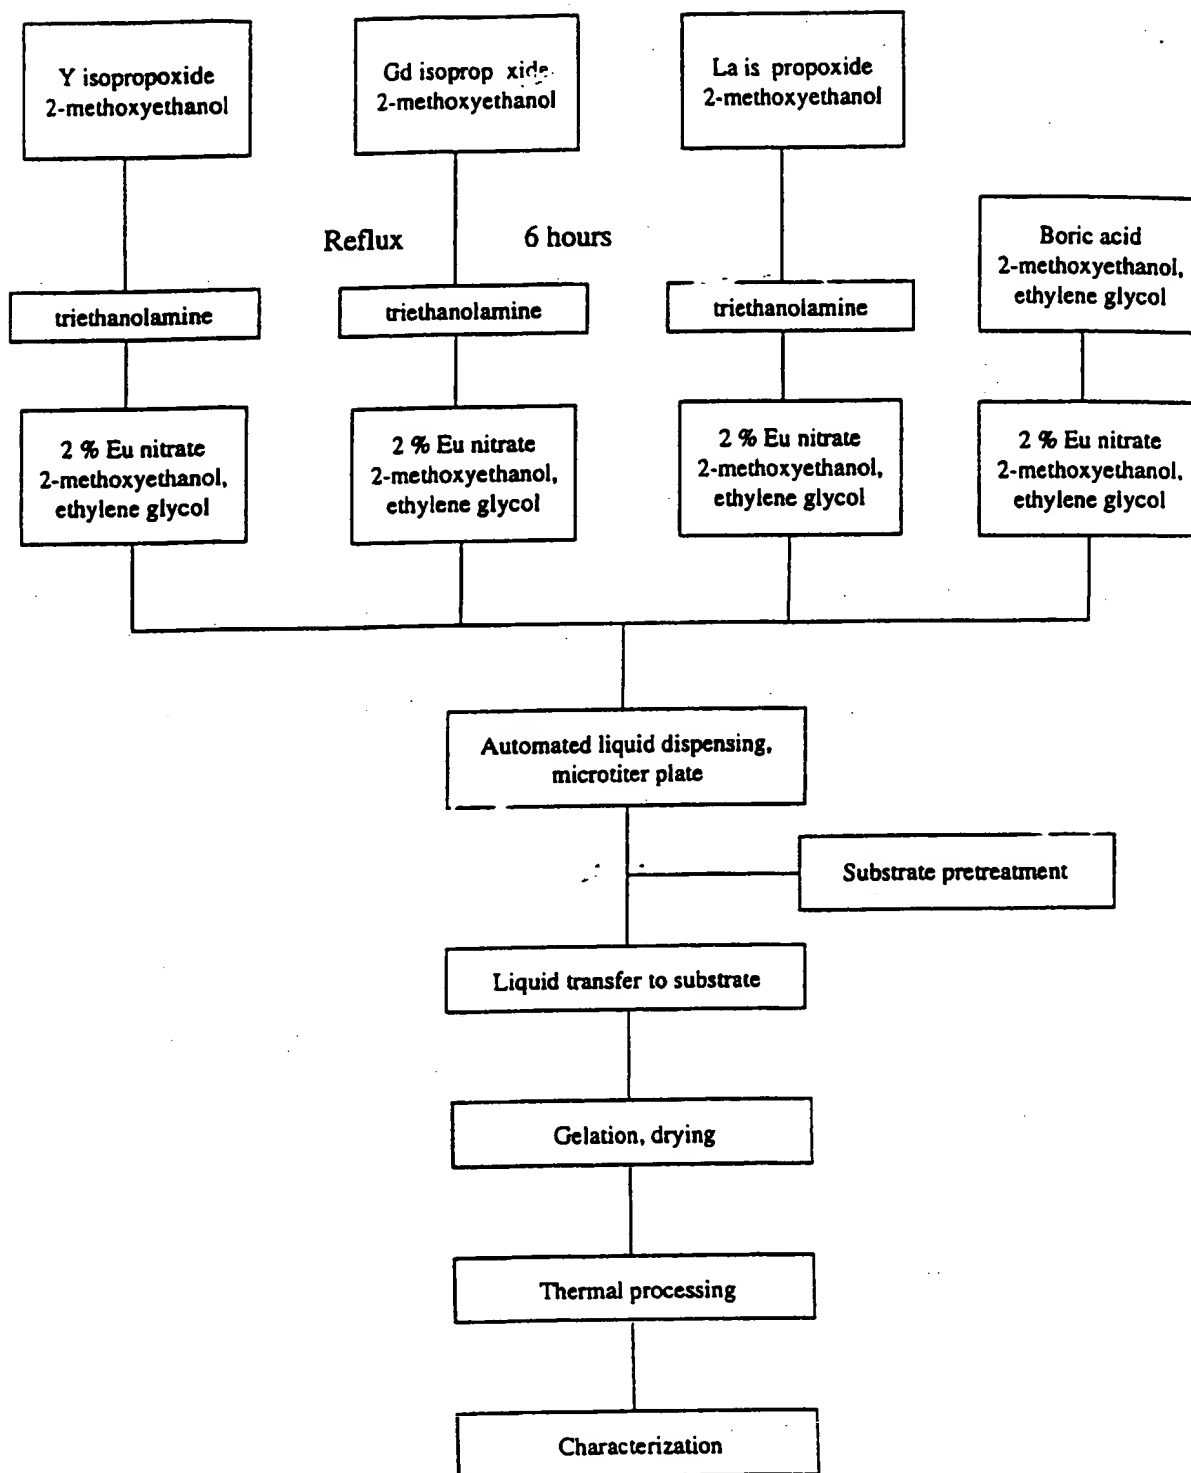 Y isopropoxide
2-methoxyethanol
Gd isoprop xide
2-methoxyethanol
La is propoxide
2-methoxyethanol
Reflux
6 hours
Boric acid
2-methoxyethanol,
ethylene glycol
triethanolamine
triethanolamine
triethanolamine
2 % Eu nitrate
2-methoxyethanol,
ethylene glycol
2 % Eu nitrate
2-methoxyethanol,
ethylene glycol
2 % Eu nitrate
2-methoxyethanol,
ethylene glycol
2 % Eu nitrate
2-methoxyethanol,
ethylene glycol
Automated liquid dispensing,
microtiter plate
Substrate pretreatment
Liquid transfer to substrate
Gelation, drying
Thermal processing
Characterization